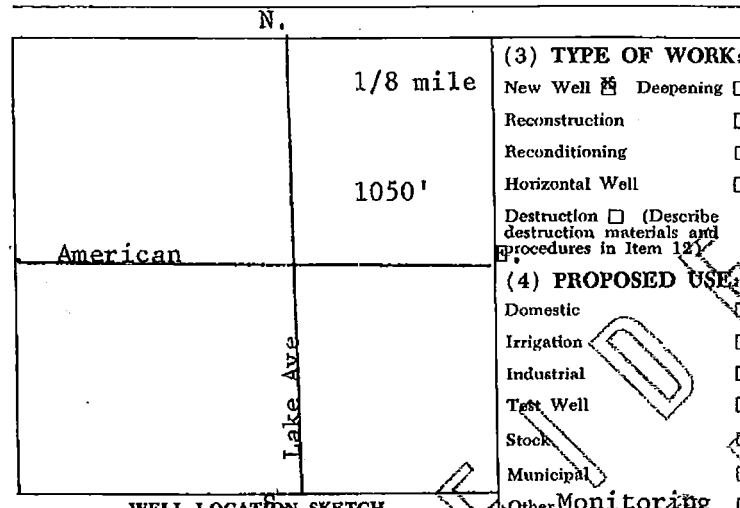 N.
1/8 mile
1050'
American
E.
Lake Ave
S
WELL LOCATION SKETCH
(3) TYPE OF WORK:
New Well ☒ Deepening ☐
Reconstruction ☐
Reconditioning ☐
Horizontal Well ☐
Destruction ☐ (Describe
destruction materials and
procedures in Item 12)
(4) PROPOSED USE:
Domestic ☐
Irrigation ☐
Industrial ☐
Test Well ☐
Stock ☐
Municipal ☐
Other Monitoring ☐